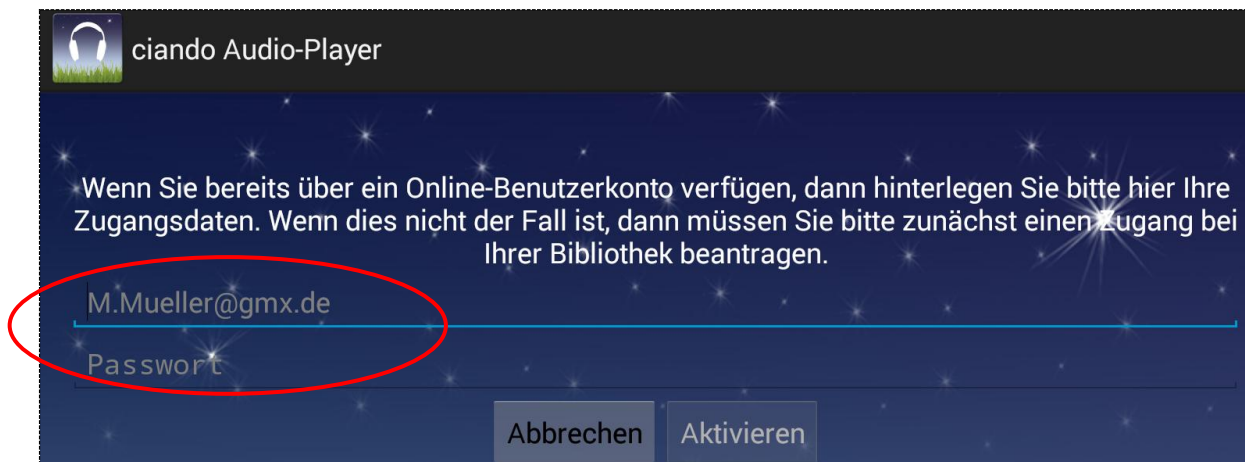 ciando Audio-Player
Wenn Sie bereits über ein Online-Benutzerkonto verfügen, dann hinterlegen Sie bitte hier Ihre
Zugangsdaten. Wenn dies nicht der Fall ist, dann müssen Sie bitte zunächst einen Zugang bei
Ihrer Bibliothek beantragen.
M.Mueller@gmx.de
Passwort
Abbrechen Aktivieren